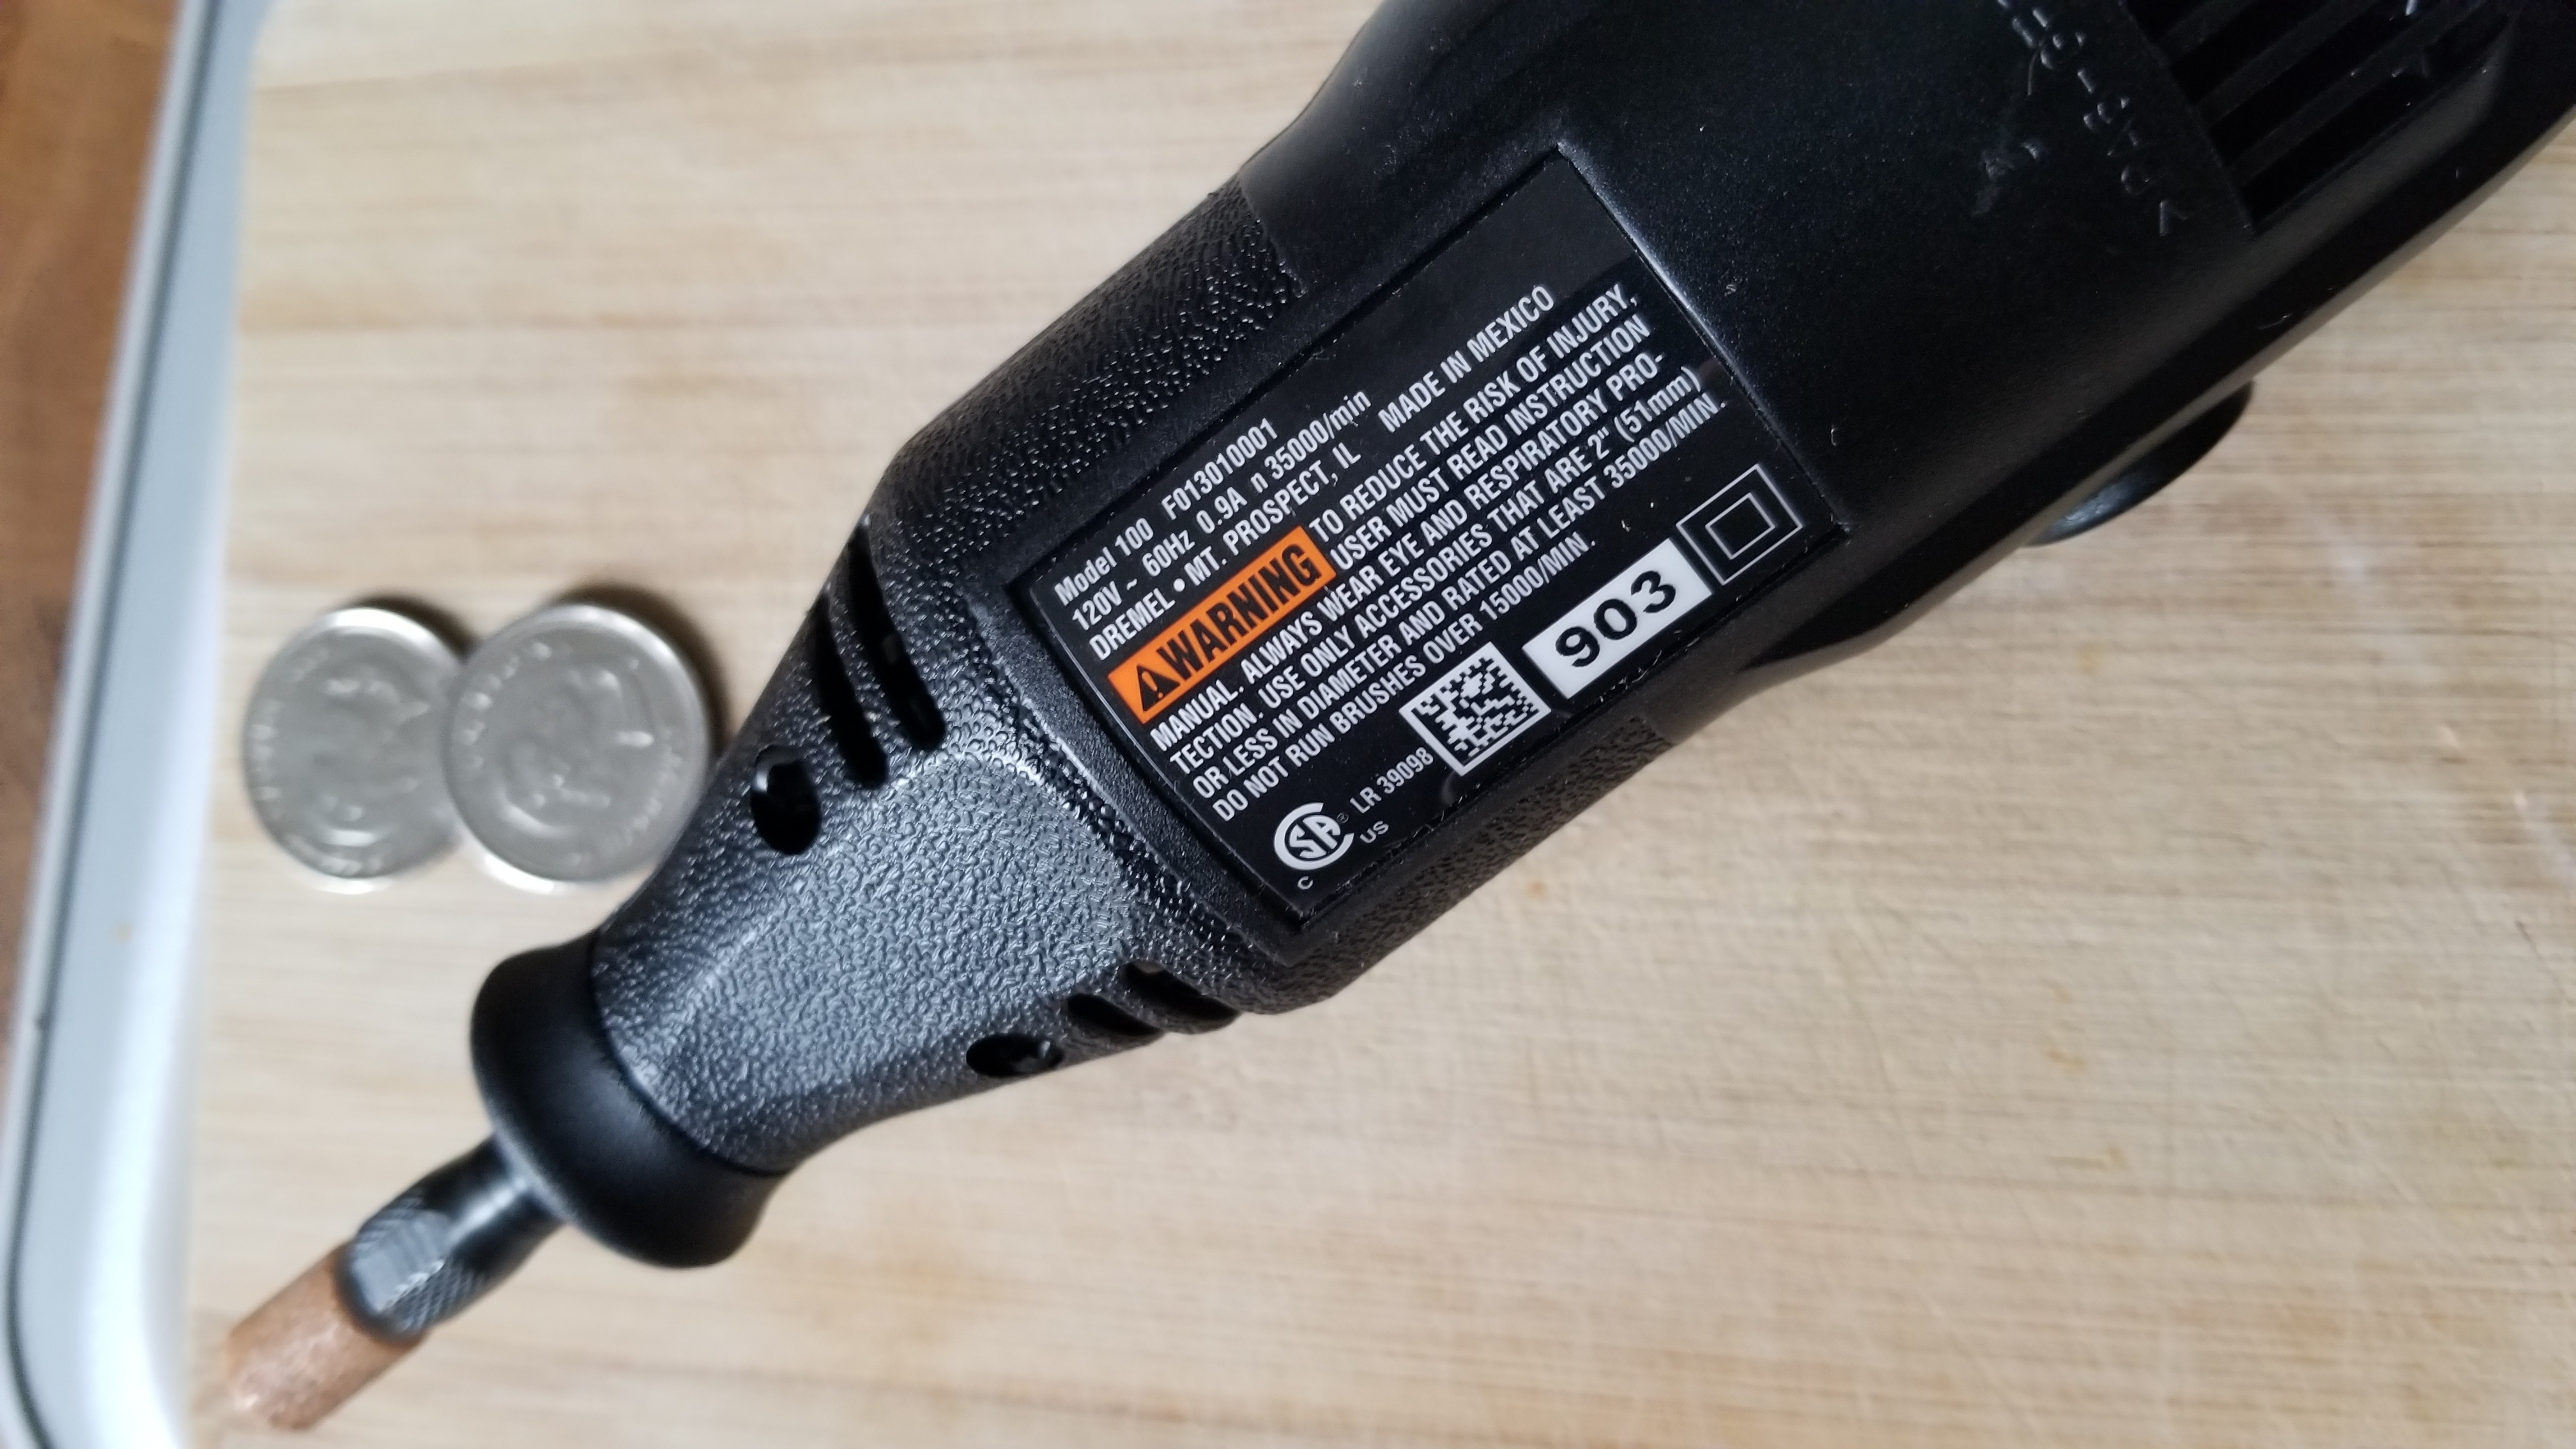 Model 100 F013010001
120V~ 60Hz 0.9A n 35000/min
DREMEL • MT. PROSPECT, IL MADE IN MEXICO
⚠WARNING TO REDUCE THE RISK OF INJURY,
USER MUST READ INSTRUCTION
MANUAL. ALWAYS WEAR EYE AND RESPIRATORY PRO-
TECTION. USE ONLY ACCESSORIES THAT ARE 2" (51mm)
OR LESS IN DIAMETER AND RATED AT LEAST 35000/MIN.
DO NOT RUN BRUSHES OVER 15000/MIN.
C SA® US LR 39098
903
>PA6-